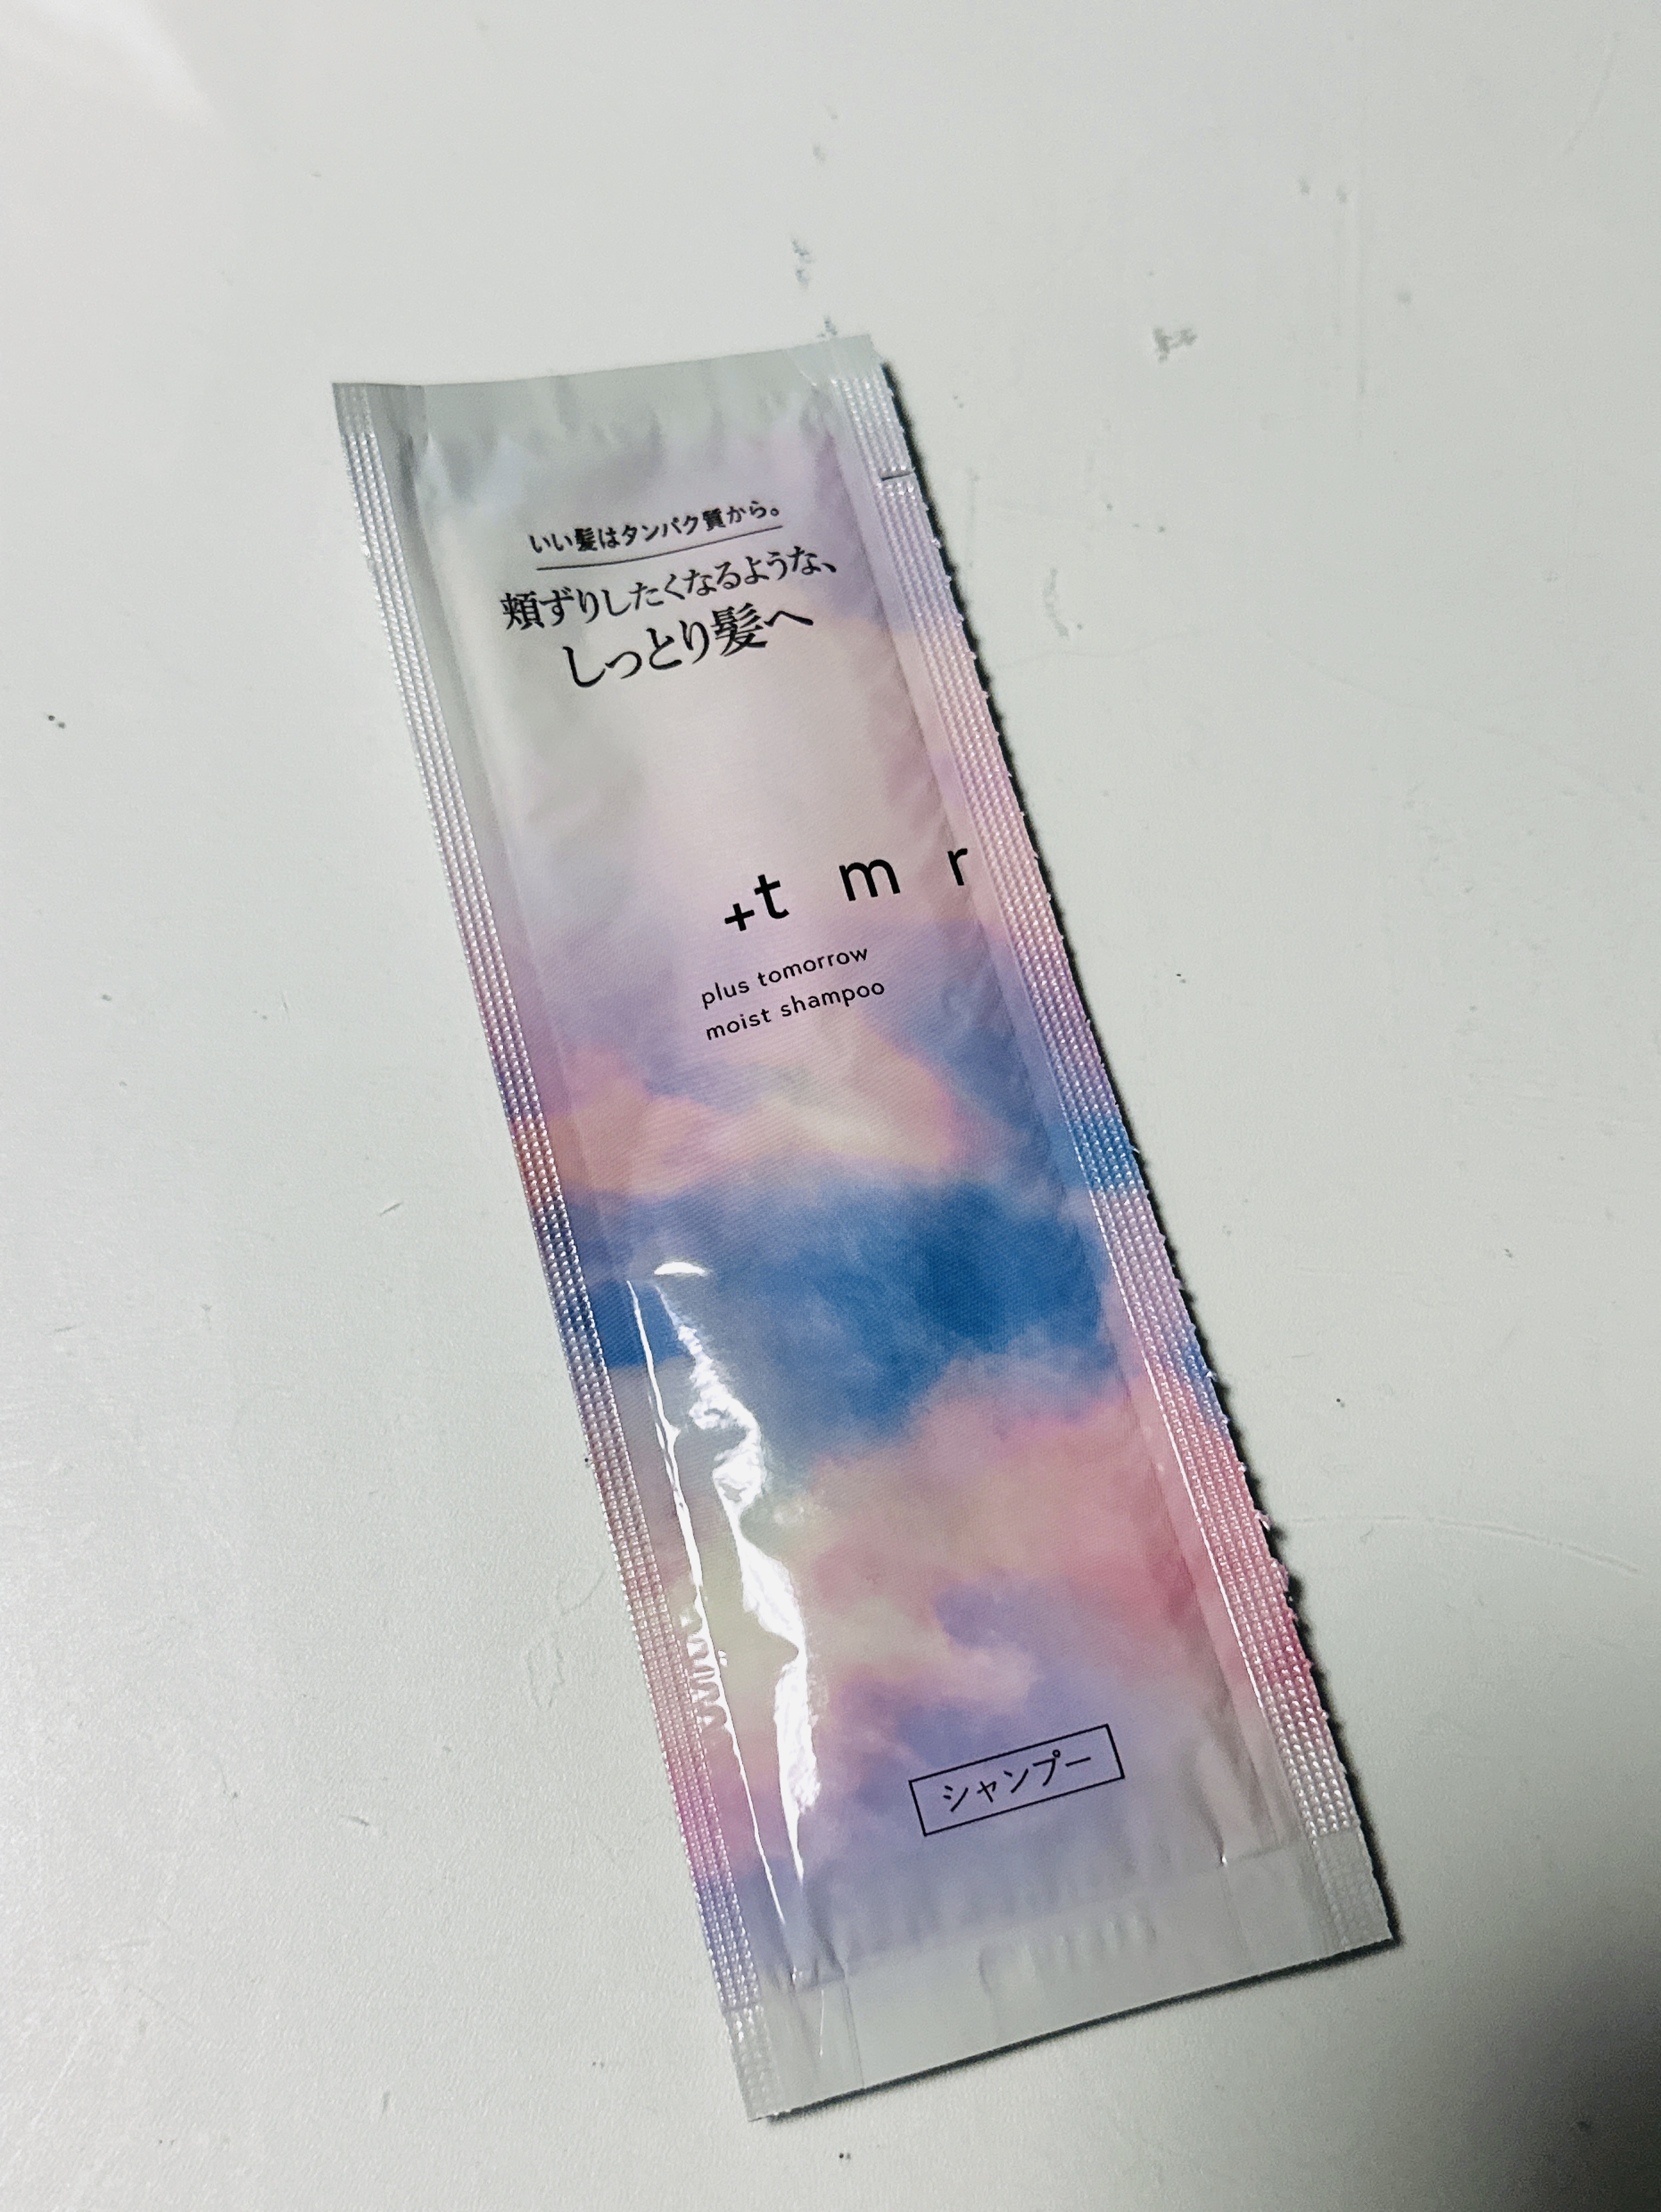 いい髪はタンパク質から。
頬ずりしたくなるような、
しっとり髪へ
+t m r
plus tomorrow
moist shampoo
シャンプー